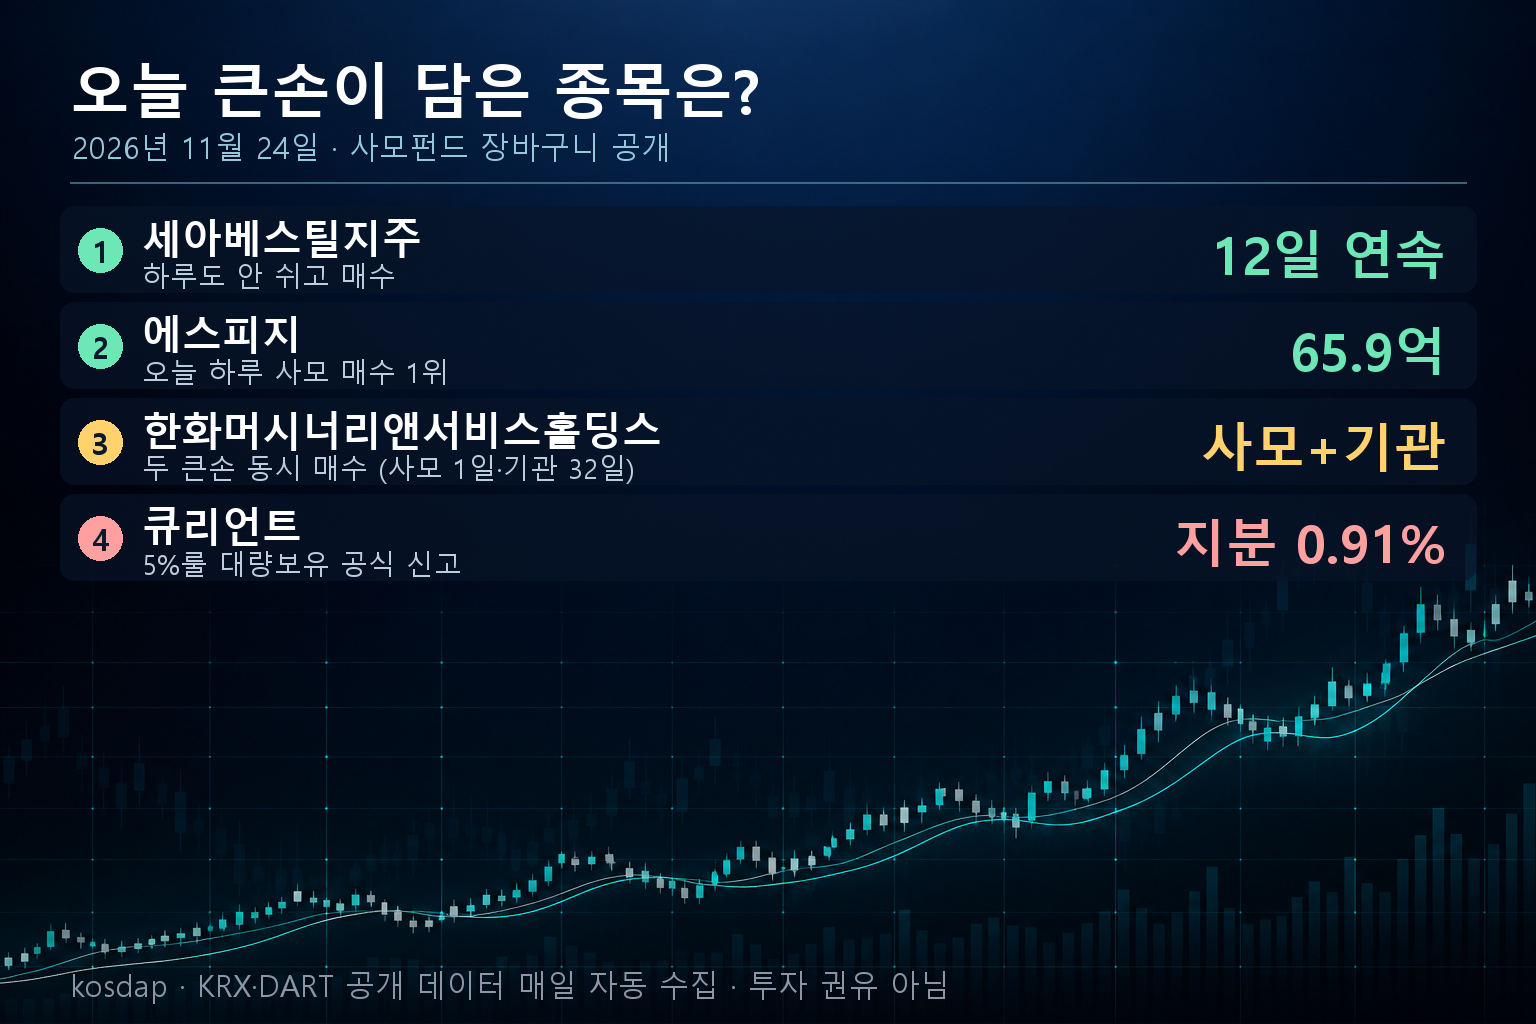 오늘 큰손이 담은 종목은?
2026년 11월 24일 · 사모펀드 장바구니 공개
1 세아베스틸지주
하루도 안 쉬고 매수
12일 연속
2 에스피지
오늘 하루 사모 매수 1위
65.9억
3 한화머시너리앤서비스홀딩스
두 큰손 동시 매수 (사모 1일·기관 32일)
사모+기관
4 큐리언트
5%룰 대량보유 공식 신고
지분 0.91%
kosdap · KRX·DART 공개 데이터 매일 자동 수집 · 투자 권유 아님